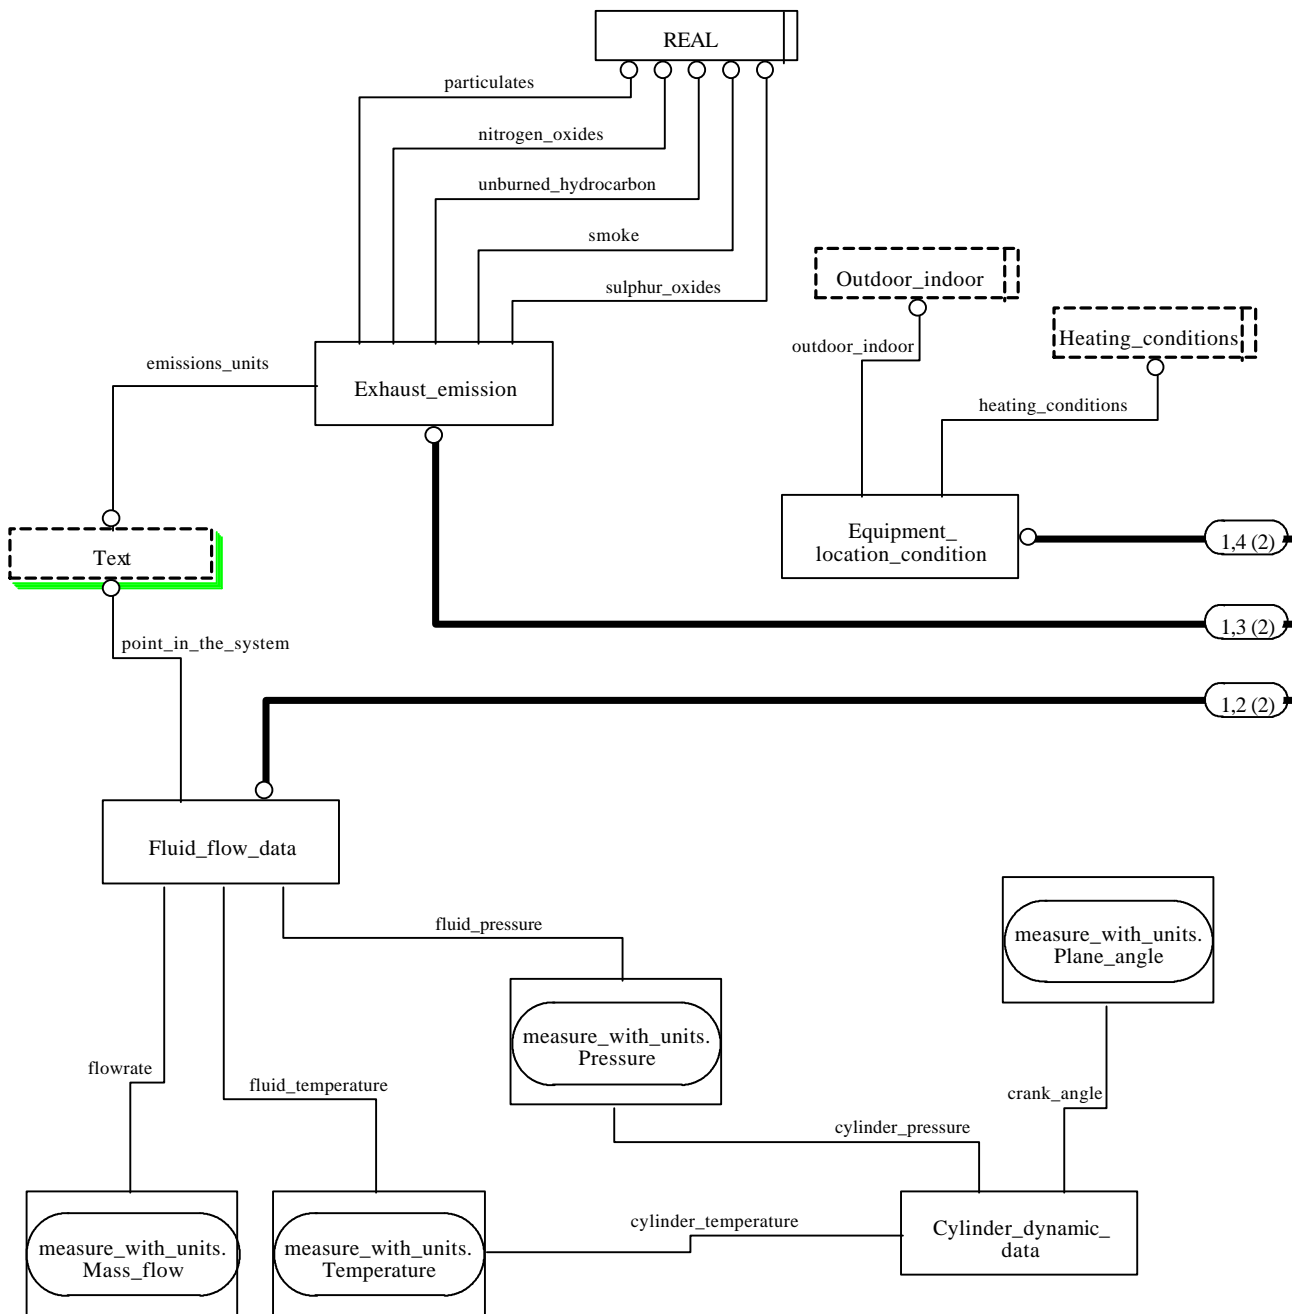 REAL
particulates
nitrogen_oxides
unburned_hydrocarbon
smoke
sulphur_oxides
Outdoor_indoor
outdoor_indoor
Heating_conditions
heating_conditions
emissions_units
Exhaust_emission
Text
Equipment_
location_condition
1,4 (2)
1,3 (2)
point_in_the_system
1,2 (2)
Fluid_flow_data
fluid_pressure
measure_with_units.
Plane_angle
measure_with_units.
Pressure
flowrate
fluid_temperature
crank_angle
cylinder_pressure
cylinder_temperature
measure_with_units.
Mass_flow
measure_with_units.
Temperature
Cylinder_dynamic_
data